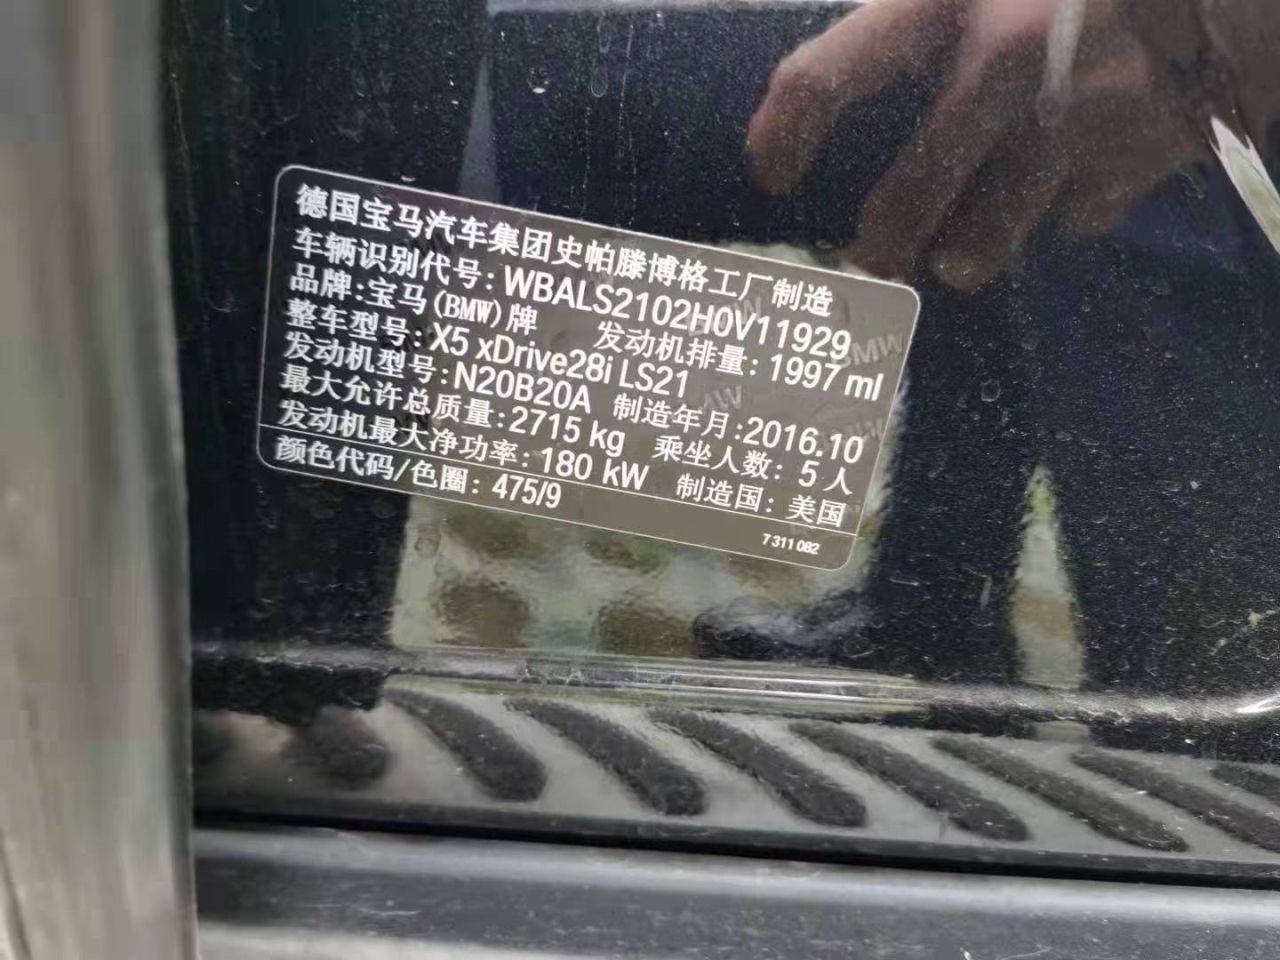 德国宝马汽车集团史帕滕博格工厂制造
车辆识别代号: WBALS2102H0V11929
品牌:宝马(BMW)牌 发动机排量: 1997 ml
整车型号: X5 xDrive28i LS21
发动机型号:N20B20A 制造年月:2016.10
最大允许总质量:2715 kg 乘坐人数: 5 人
发动机最大净功率: 180 kW 制造国: 美国
颜色代码/色圈: 475/9
7 311 082